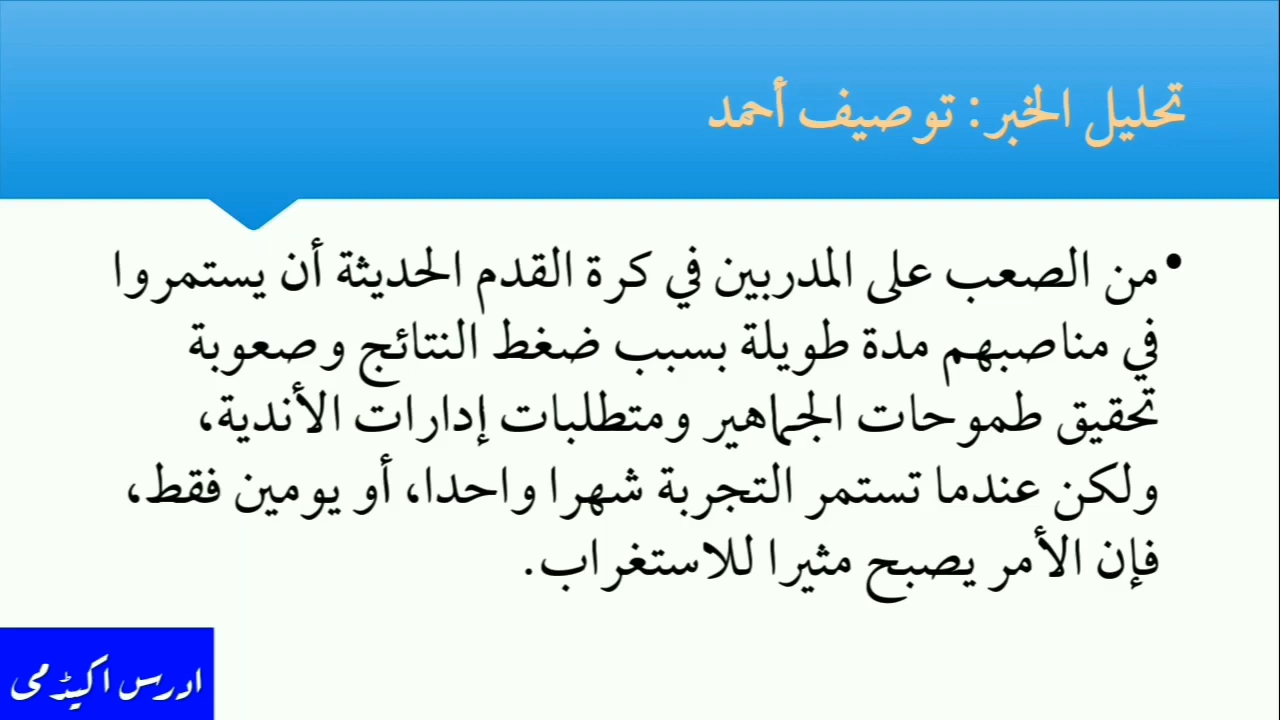 تحليل الخبر: توصيف أحمد
•من الصعب على المدربين في كرة القدم الحديثة أن يستمروا
في مناصبهم مدة طويلة بسبب ضغط النتائج وصعوبة
تحقيق طموحات الجماهير ومتطلبات إدارات الأندية،
ولكن عندما تستمر التجربة شهرا واحدا، أو يومين فقط،
فإن الأمر يصبح مثيرا للاستغراب.
ادرس اکیڈمی